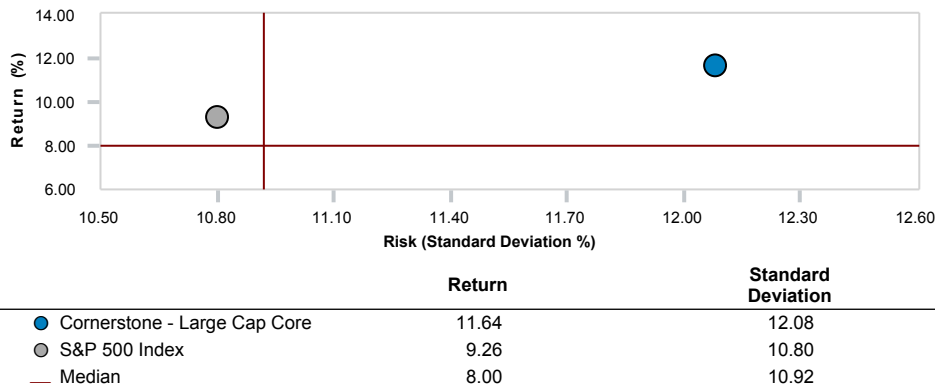 14.00
12.00
10.00
8.00
6.00
Return (%)
10.50 10.80 11.10 11.40 11.70 12.00 12.30 12.60
Risk (Standard Deviation %)
Return Standard
Deviation
Cornerstone - Large Cap Core 11.64 12.08
S&P 500 Index 9.26 10.80
Median 8.00 10.92